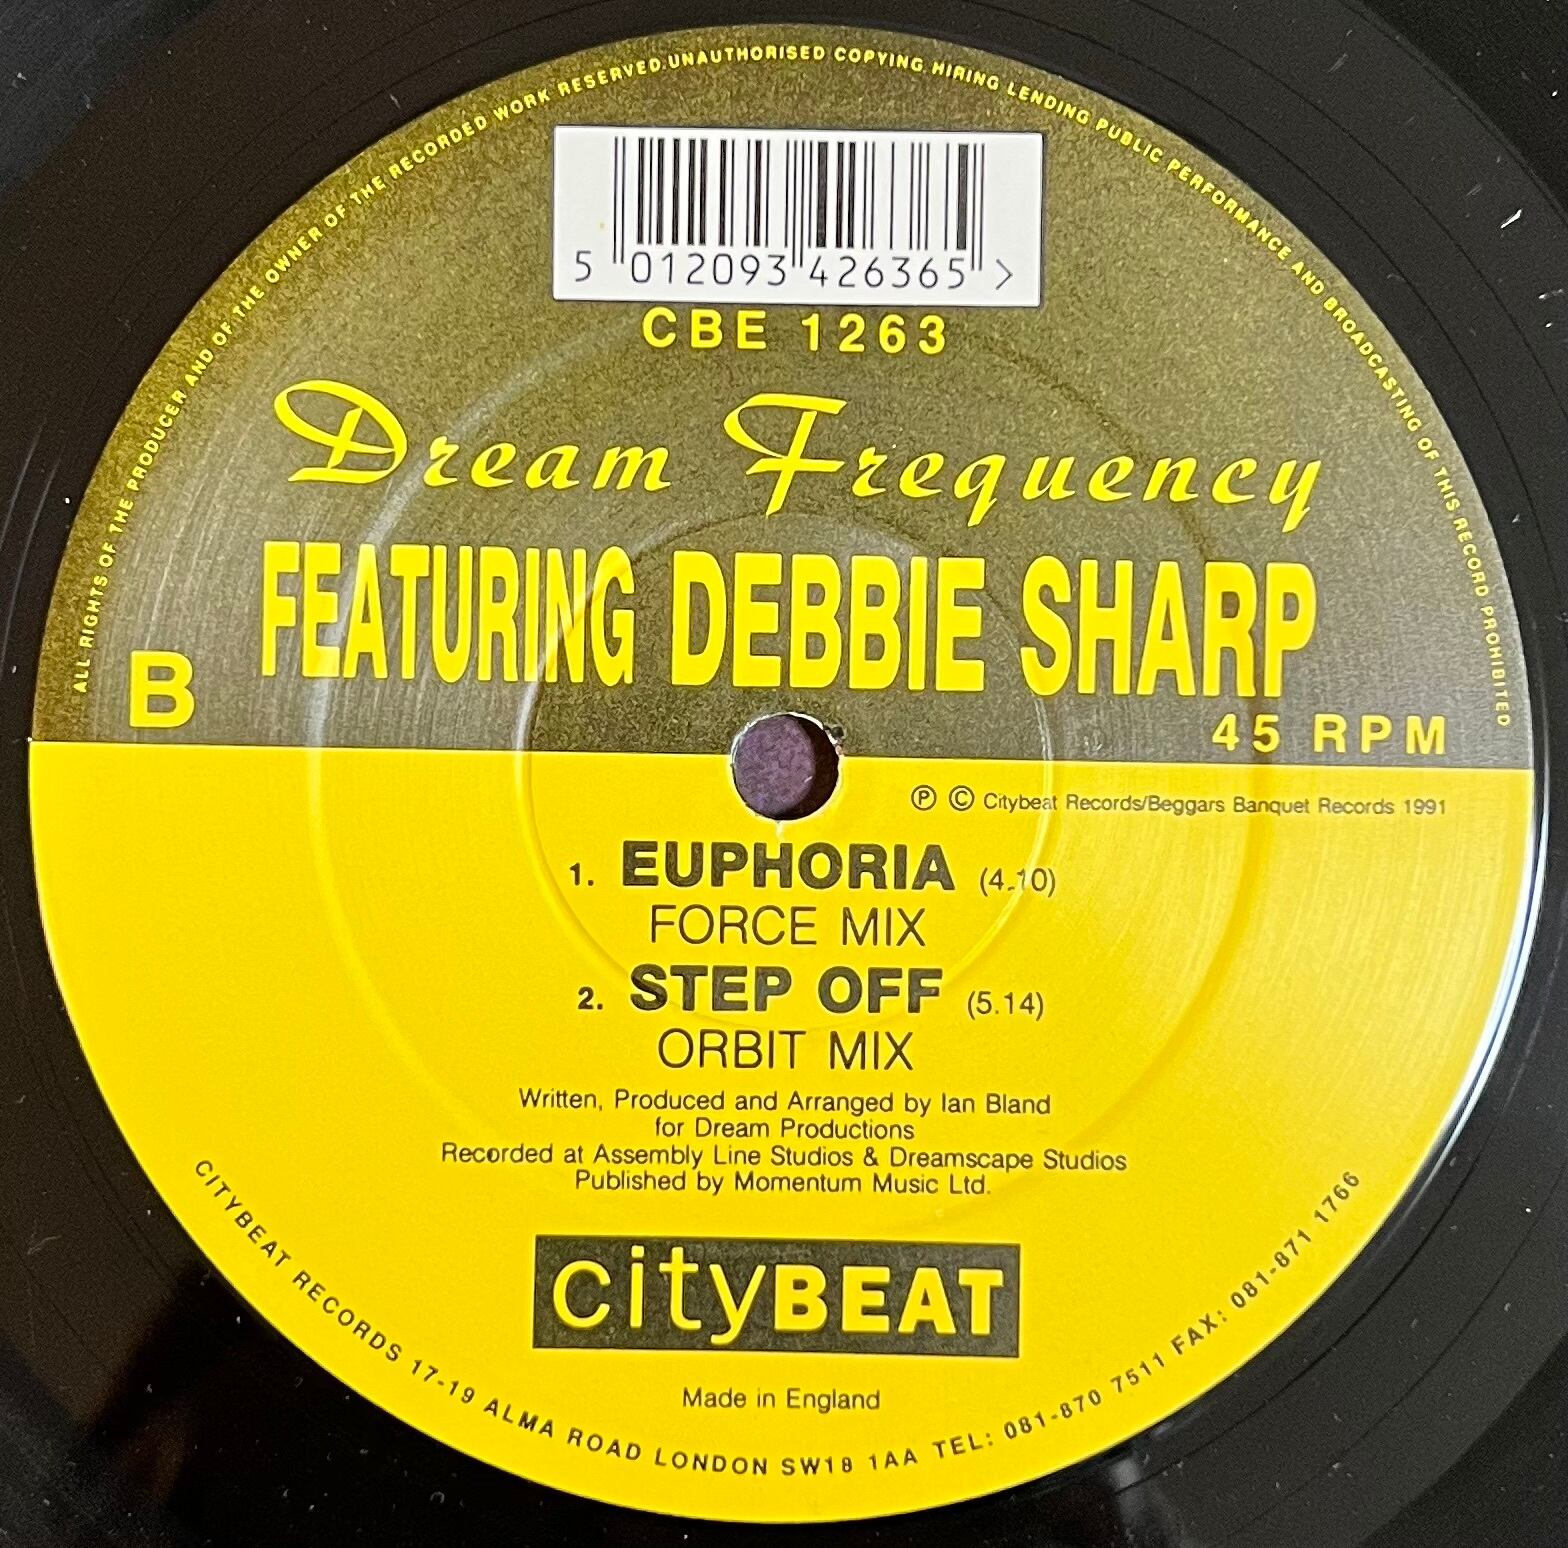 ALL RIGHTS OF THE PRODUCER AND OF THE OWNER OF THE RECORDED WORK RESERVED.UNAUTHORISED COPYING HIRING LENDING PUBLIC PERFORMANCE AND BROADCASTING OF THIS RECORD PROHIBITED
5 012093 426365 >
CBE 1263
Dream Frequency
FEATURING DEBBIE SHARP
B
45 RPM
Ⓟ © Citybeat Records/Beggars Banquet Records 1991
1. EUPHORIA (4.10)
FORCE MIX
2. STEP OFF (5.14)
ORBIT MIX
Written, Produced and Arranged by Ian Bland
for Dream Productions
Recorded at Assembly Line Studios & Dreamscape Studios
Published by Momentum Music Ltd.
cityBEAT
Made in England
CITYBEAT RECORDS 17-19 ALMA ROAD LONDON SW18 1AA TEL: 081-870 7511 FAX: 081-871 1766